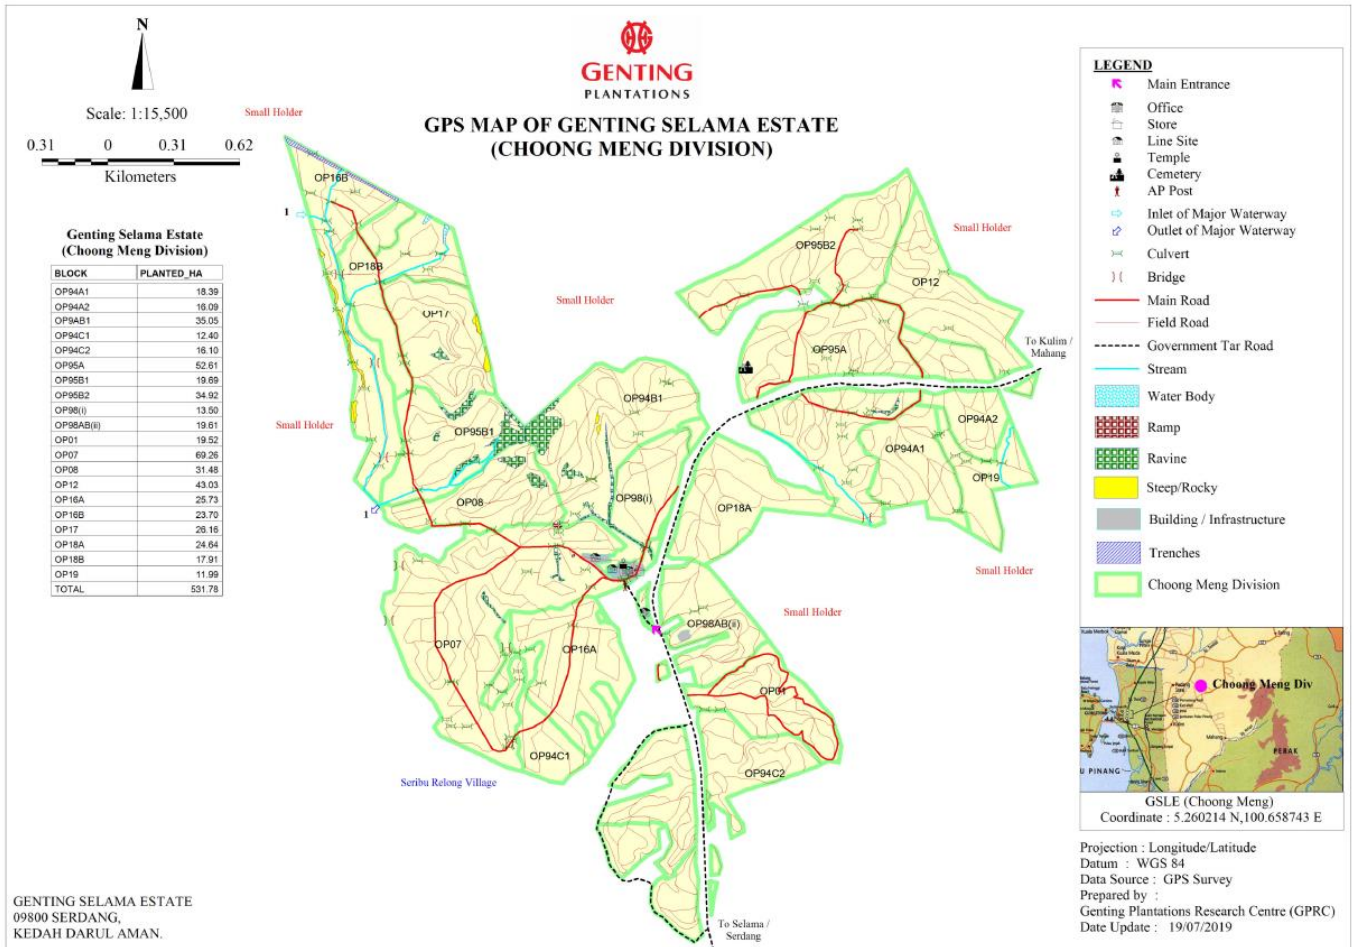 N
Scale: 1:15,500
0.31 0 0.31 0.62
Kilometers
GENTING
PLANTATIONS
GPS MAP OF GENTING SELAMA ESTATE
(CHOONG MENG DIVISION)
Genting Selama Estate
(Choong Meng Division)
BLOCK PLANTED_HA
OP94A1 18.39
OP94A2 16.09
OP9AB1 35.05
OP94C1 12.40
OP94C2 16.10
OP95A 52.61
OP95B1 19.69
OP95B2 34.92
OP98(i) 13.50
OP98AB(ii) 19.61
OP01 19.52
OP07 69.26
OP08 31.48
OP12 43.03
OP16A 25.73
OP16B 23.70
OP17 26.16
OP18A 24.64
OP18B 17.91
OP19 11.99
TOTAL 531.78
Small Holder
OP16B
1
OP18B
OP17
Small Holder
Small Holder
OP95B1
OP94B1
OP08
OP98(i)
1
OP95B2
Small Holder
OP12
OP95A
To Kulim /
Mahang
OP94A2
OP94A1
OP19
OP18A
Small Holder
Small Holder
OP98AB(ii)
OP07
OP16A
OP01
OP94C1
OP94C2
Seribu Relong Village
To Selama /
Serdang
LEGEND
Main Entrance
Office
Store
Line Site
Temple
Cemetery
AP Post
Inlet of Major Waterway
Outlet of Major Waterway
Culvert
Bridge
Main Road
Field Road
Government Tar Road
Stream
Water Body
Ramp
Ravine
Steep/Rocky
Building / Infrastructure
Trenches
Choong Meng Division
Choong Meng Div
PERAK
U PINANG
GSLE (Choong Meng)
Coordinate : 5.260214 N,100.658743 E
Projection : Longitude/Latitude
Datum : WGS 84
Data Source : GPS Survey
Prepared by :
Genting Plantations Research Centre (GPRC)
Date Update : 19/07/2019
GENTING SELAMA ESTATE
09800 SERDANG,
KEDAH DARUL AMAN.